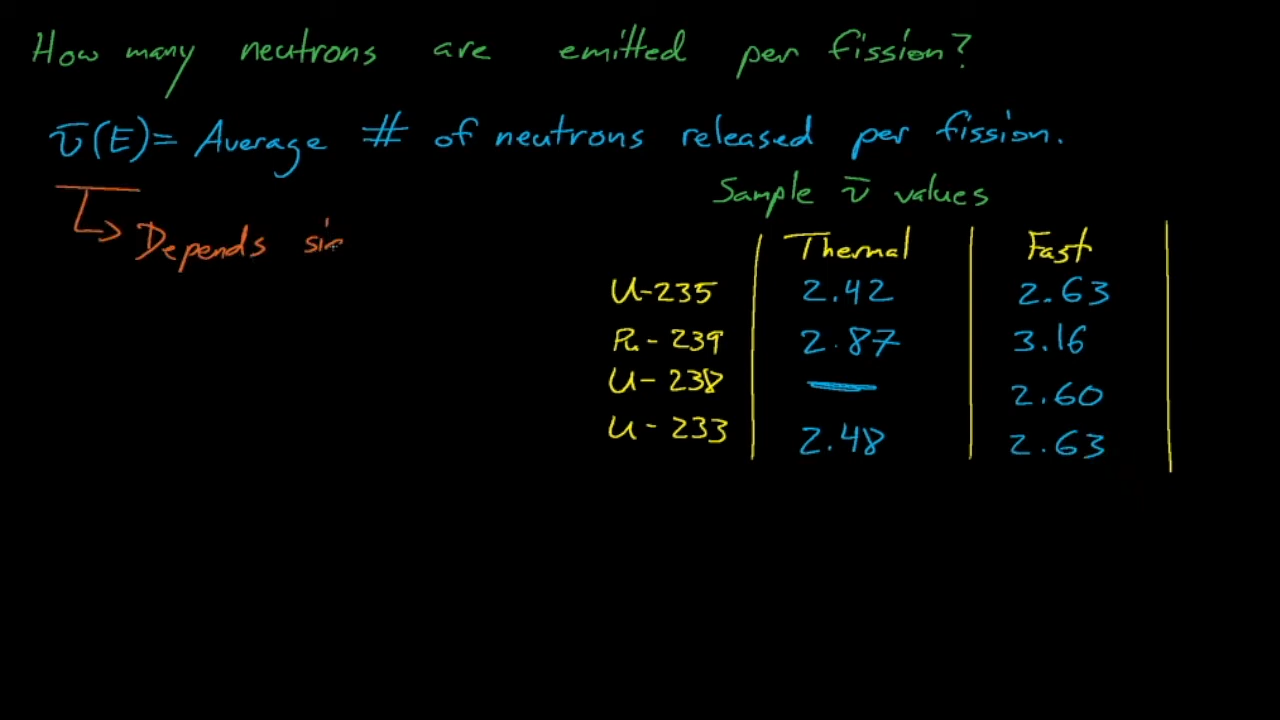 How many neutrons are emitted per fission?
ν̄(E) = Average # of neutrons released per fission.
Sample ν̄ values
Depends
Thermal Fast
U-235 2.42 2.63
Pu-239 2.87 3.16
U-238 — 2.60
U-233 2.48 2.63